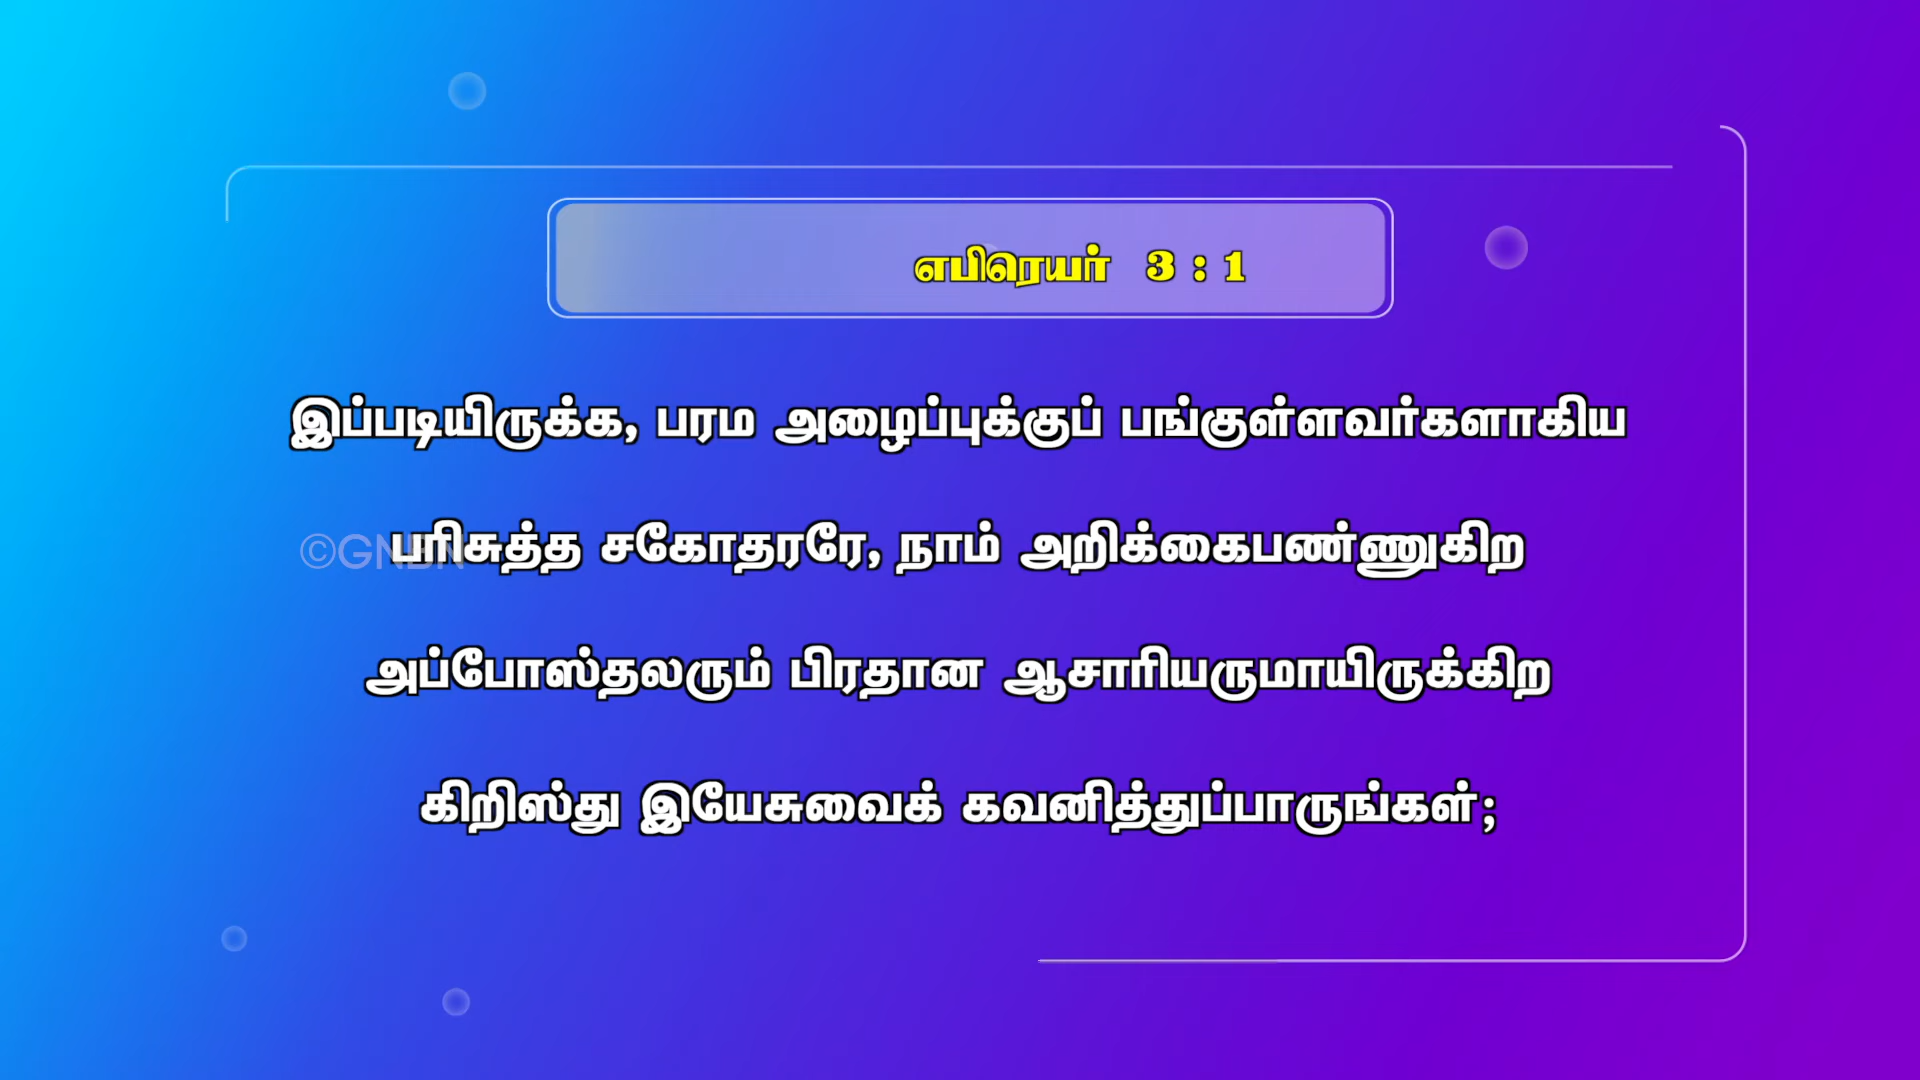 எபிரெயர் 3 : 1
இப்படியிருக்க, பரம அழைப்புக்குப் பங்குள்ளவர்களாகிய
பரிசுத்த சகோதரரே, நாம் அறிக்கைபண்ணுகிற
அப்போஸ்தலரும் பிரதான ஆசாரியருமாயிருக்கிற
கிறிஸ்து இயேசுவைக் கவனித்துப்பாருங்கள்;
©GNBN